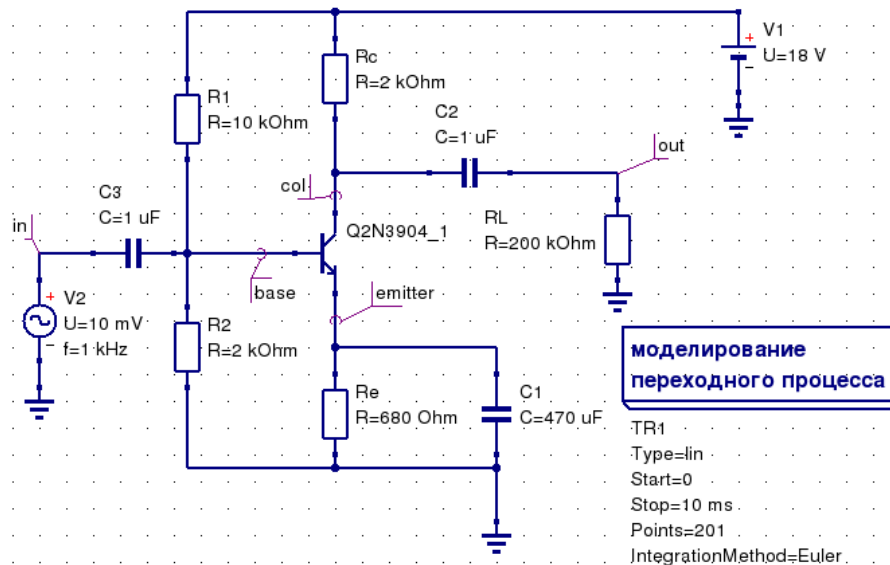 V1
U=18 V
Rc
R=2 kOhm
R1
R=10 kOhm
C2
C=1 uF
out
col
C3
C=1 uF
in
Q2N3904_1
RL
R=200 kOhm
base
emitter
V2
U=10 mV
f=1 kHz
R2
R=2 kOhm
Re
R=680 Ohm
C1
C=470 uF
моделирование
переходного процесса
TR1
Type=lin
Start=0
Stop=10 ms
Points=201
IntegrationMethod=Euler